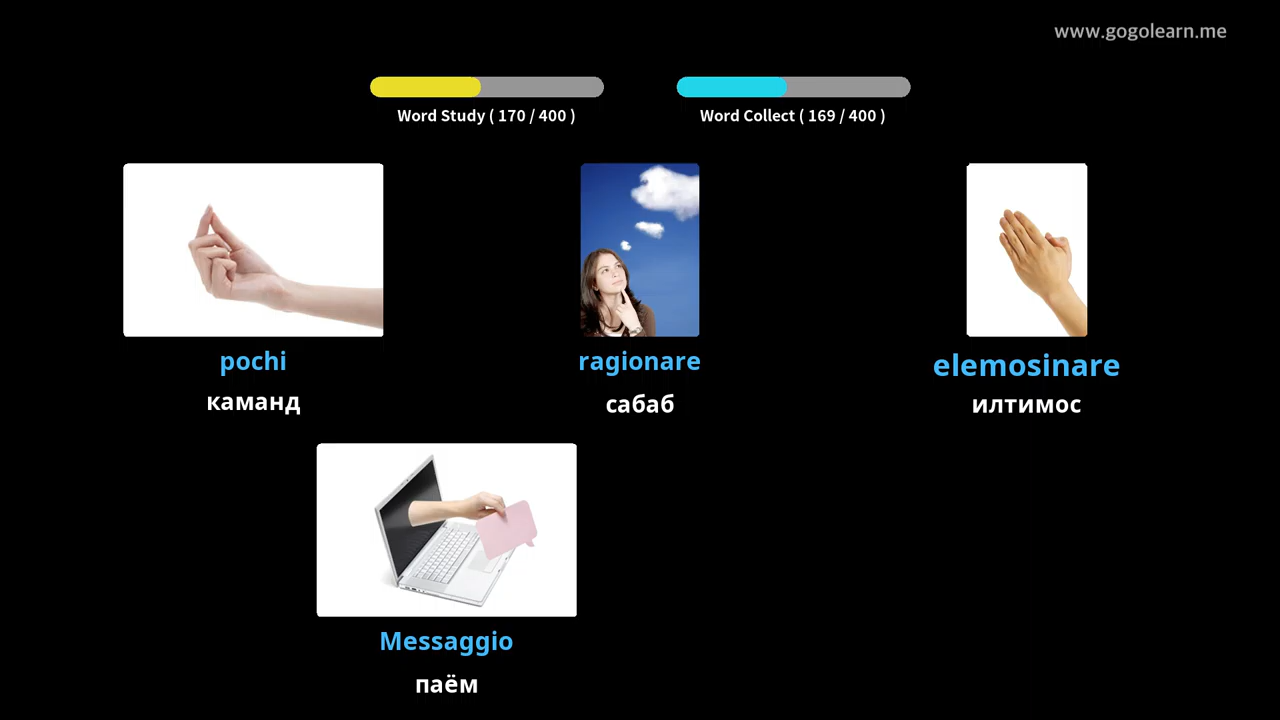 www.gogolearn.me
Word Study ( 170 / 400 )
Word Collect ( 169 / 400 )
pochi
ragionare
elemosinare
каманд
сабаб
илтимос
Messaggio
паём